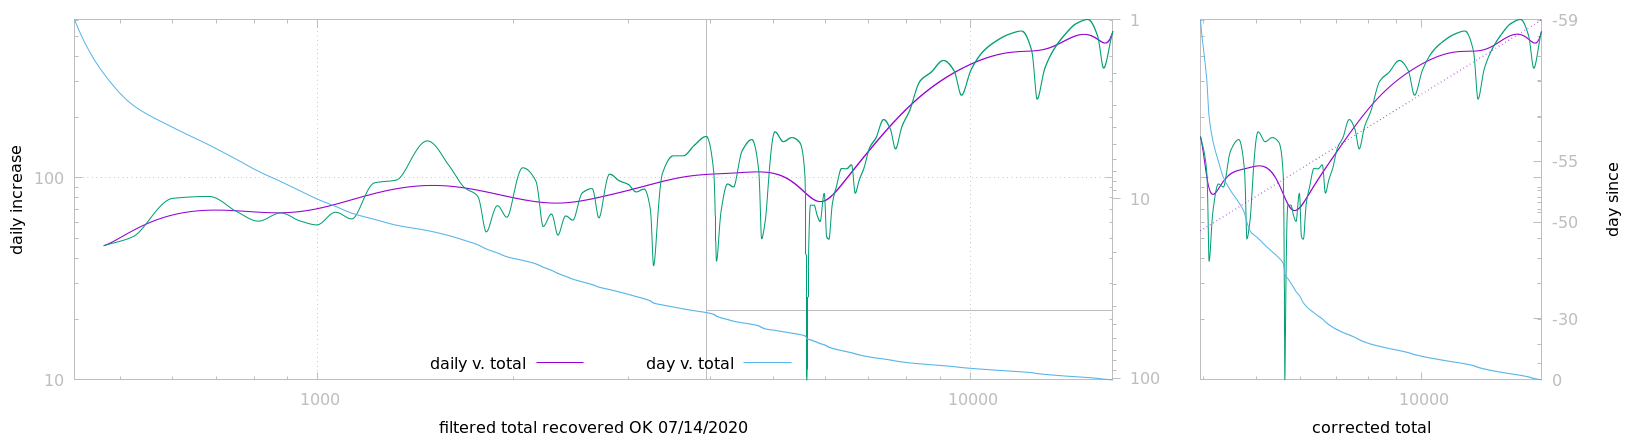 daily increase
100
10
1000
10000
1
10
100
daily v. total
day v. total
filtered total recovered OK 07/14/2020
10000
corrected total
-59
-55
-50
-30
0
day since